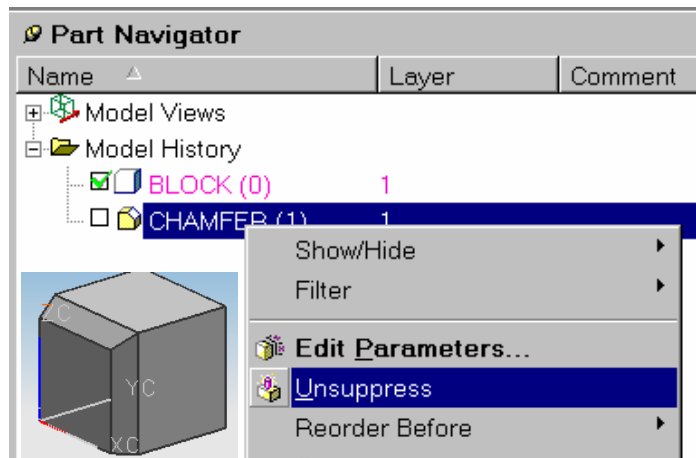 Part Navigator
Name Layer Comment
Model Views
Model History
BLOCK (0) 1
CHAMFER (1) 1
Show/Hide
Filter
Edit Parameters...
Unsuppress
Reorder Before
ZC
YC
XC